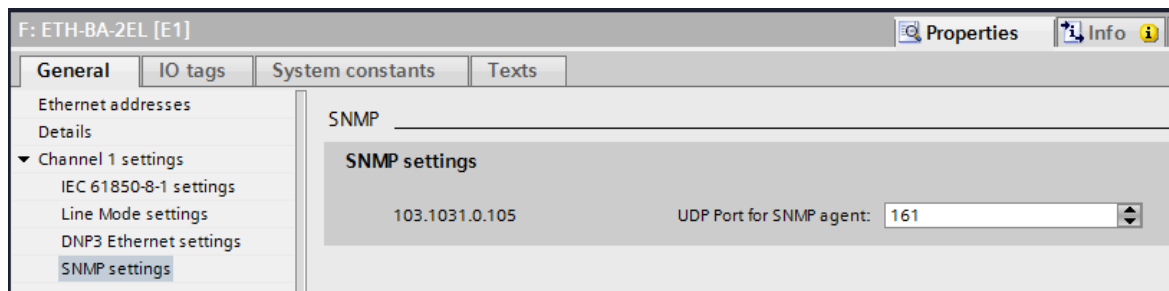 F: ETH-BA-2EL [E1]
Properties
Info
General
IO tags
System constants
Texts
Ethernet addresses
Details
Channel 1 settings
IEC 61850-8-1 settings
Line Mode settings
DNP3 Ethernet settings
SNMP settings
SNMP
SNMP settings
103.1031.0.105 UDP Port for SNMP agent: 161